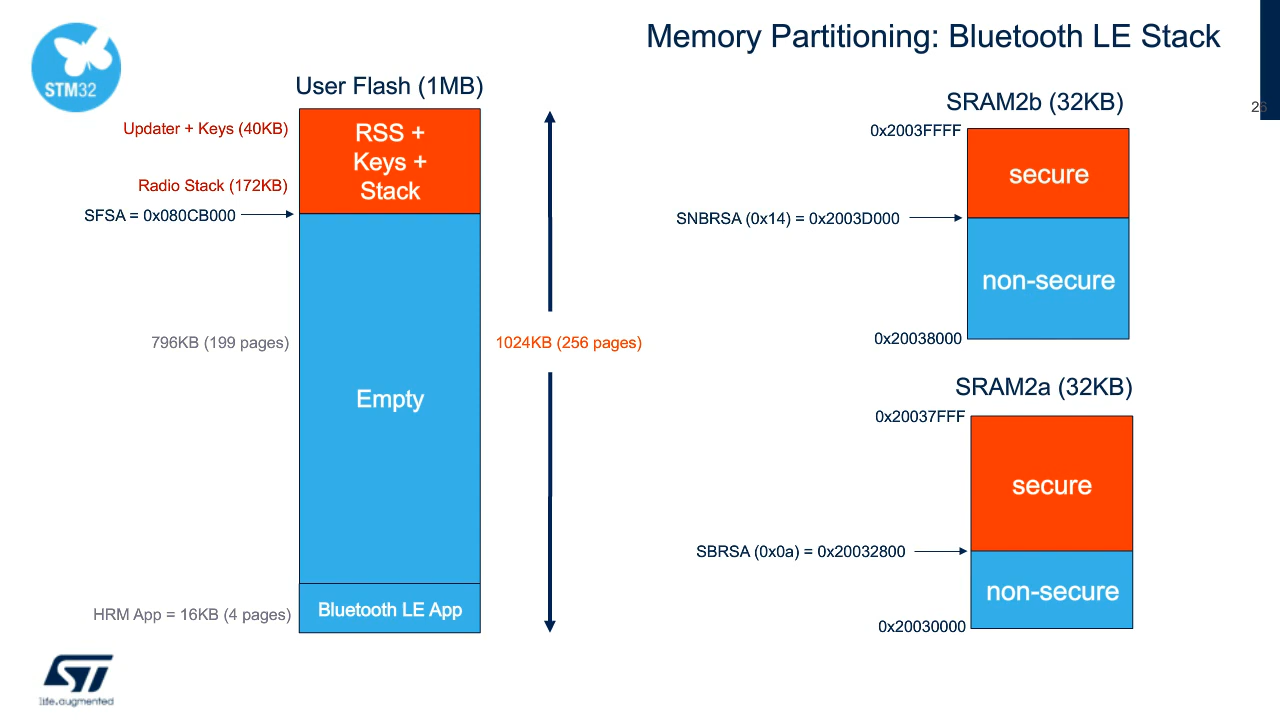 Memory Partitioning: Bluetooth LE Stack
26
STM32
User Flash (1MB)
Updater + Keys (40KB)
Radio Stack (172KB)
SFSA = 0x080CB000
796KB (199 pages)
HRM App = 16KB (4 pages)
RSS +
Keys +
Stack
Empty
Bluetooth LE App
1024KB (256 pages)
SRAM2b (32KB)
0x2003FFFF
secure
SNBRSA (0x14) = 0x2003D000
non-secure
0x20038000
SRAM2a (32KB)
0x20037FFF
secure
SBRSA (0x0a) = 0x20032800
non-secure
0x20030000
ST
life.augmented